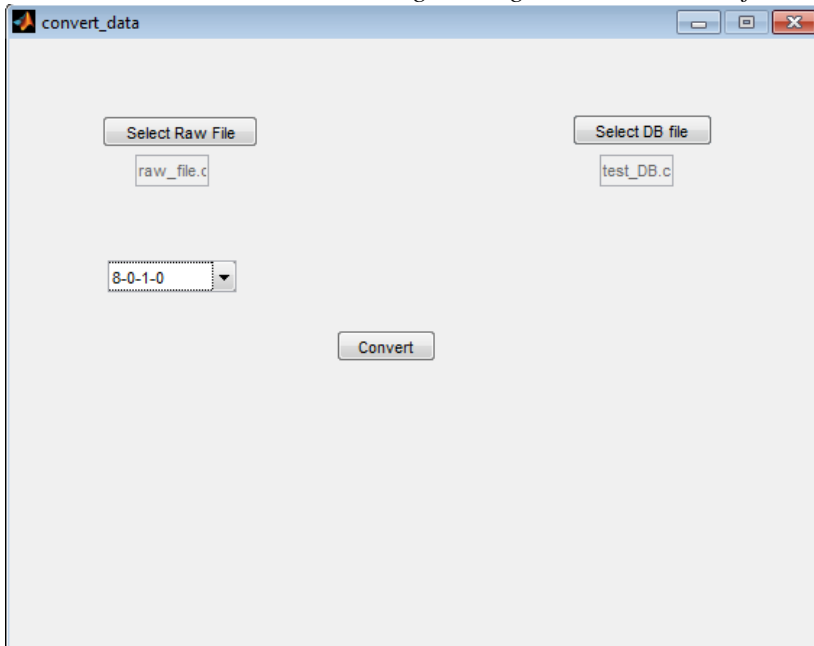 convert_data
Select Raw File
Select DB file
raw_file.c
test_DB.c
8-0-1-0
Convert